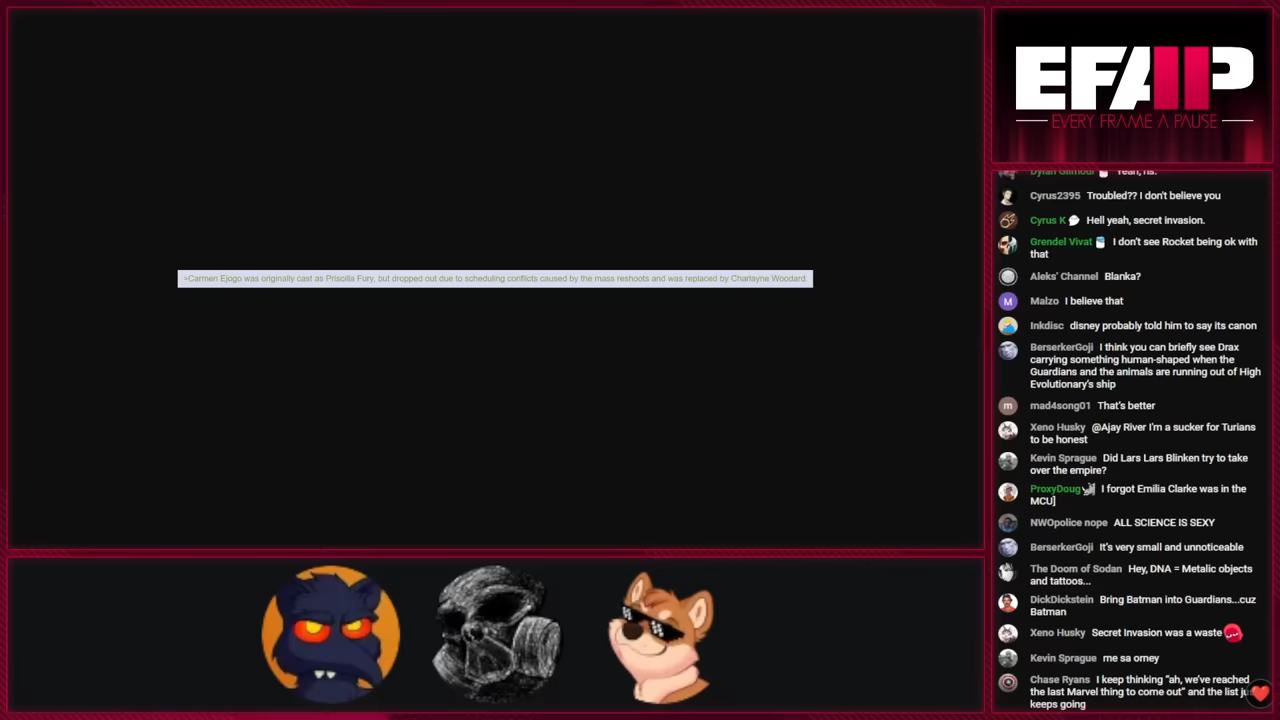 EFAP
EVERY FRAME A PAUSE
>Carmen Ejogo was originally cast as Priscilla Fury, but dropped out due to scheduling conflicts caused by the mass reshoots and was replaced by Charlayne Woodard.
Dylan Gilmour Yeah, ns.
Cyrus2395 Troubled?? I don't believe you
Cyrus K Hell yeah, secret invasion.
Grendel Vivat I don't see Rocket being ok with
that
Aleks' Channel Blanka?
M
Malzo I believe that
Inkdisc disney probably told him to say its canon
BerserkerGoji I think you can briefly see Drax
carrying something human-shaped when the
Guardians and the animals are running out of High
Evolutionary's ship
m
mad4song01 That's better
Xeno Husky @Ajay River I'm a sucker for Turians
to be honest
Kevin Sprague Did Lars Lars Blinken try to take
over the empire?
ProxyDoug I forgot Emilia Clarke was in the
MCU]
NWOpolice nope ALL SCIENCE IS SEXY
BerserkerGoji It's very small and unnoticeable
The Doom of Sodan Hey, DNA = Metalic objects
and tattoos...
DickDickstein Bring Batman into Guardians...cuz
Batman
Xeno Husky Secret Invasion was a waste
Kevin Sprague me sa orney
Chase Ryans I keep thinking “ah, we've reached
the last Marvel thing to come out” and the list ju
keeps going